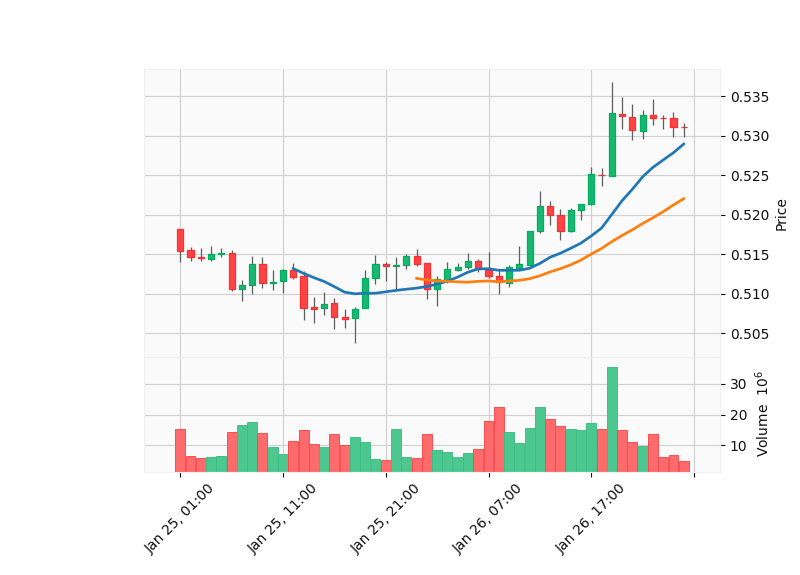 0.535
0.530
0.525
0.520
0.515
0.510
0.505
Price
30
20
10
Volume 10^6
Jan 25, 01:00
Jan 25, 11:00
Jan 25, 21:00
Jan 26, 07:00
Jan 26, 17:00